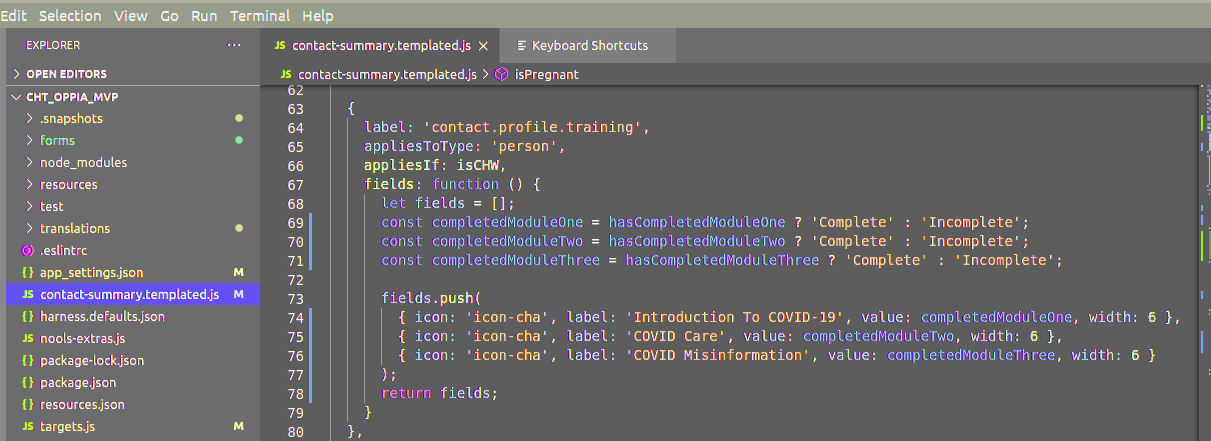 Edit Selection View Go Run Terminal Help
EXPLORER ...
OPEN EDITORS
CHT_OPPIA_MVP
.snapshots
forms
node_modules
resources
test
translations
.eslintrc
{} app_settings.json M
JS contact-summary.templated.js M
{} harness.defaults.json
JS nools-extras.js
{} package-lock.json
{} package.json
{} resources.json
JS targets.js M
JS contact-summary.templated.js × Keyboard Shortcuts
JS contact-summary.templated.js > isPregnant
62
63 {
64 label: 'contact.profile.training',
65 appliesToType: 'person',
66 appliesIf: isCHW,
67 fields: function () {
68 let fields = [];
69 const completedModuleOne = hasCompletedModuleOne ? 'Complete' : 'Incomplete';
70 const completedModuleTwo = hasCompletedModuleTwo ? 'Complete' : 'Incomplete';
71 const completedModuleThree = hasCompletedModuleThree ? 'Complete' : 'Incomplete';
72
73 fields.push(
74 { icon: 'icon-cha', label: 'Introduction To COVID-19', value: completedModuleOne, width: 6 },
75 { icon: 'icon-cha', label: 'COVID Care', value: completedModuleTwo, width: 6 },
76 { icon: 'icon-cha', label: 'COVID Misinformation', value: completedModuleThree, width: 6 }
77 );
78 return fields;
79 }
80 },